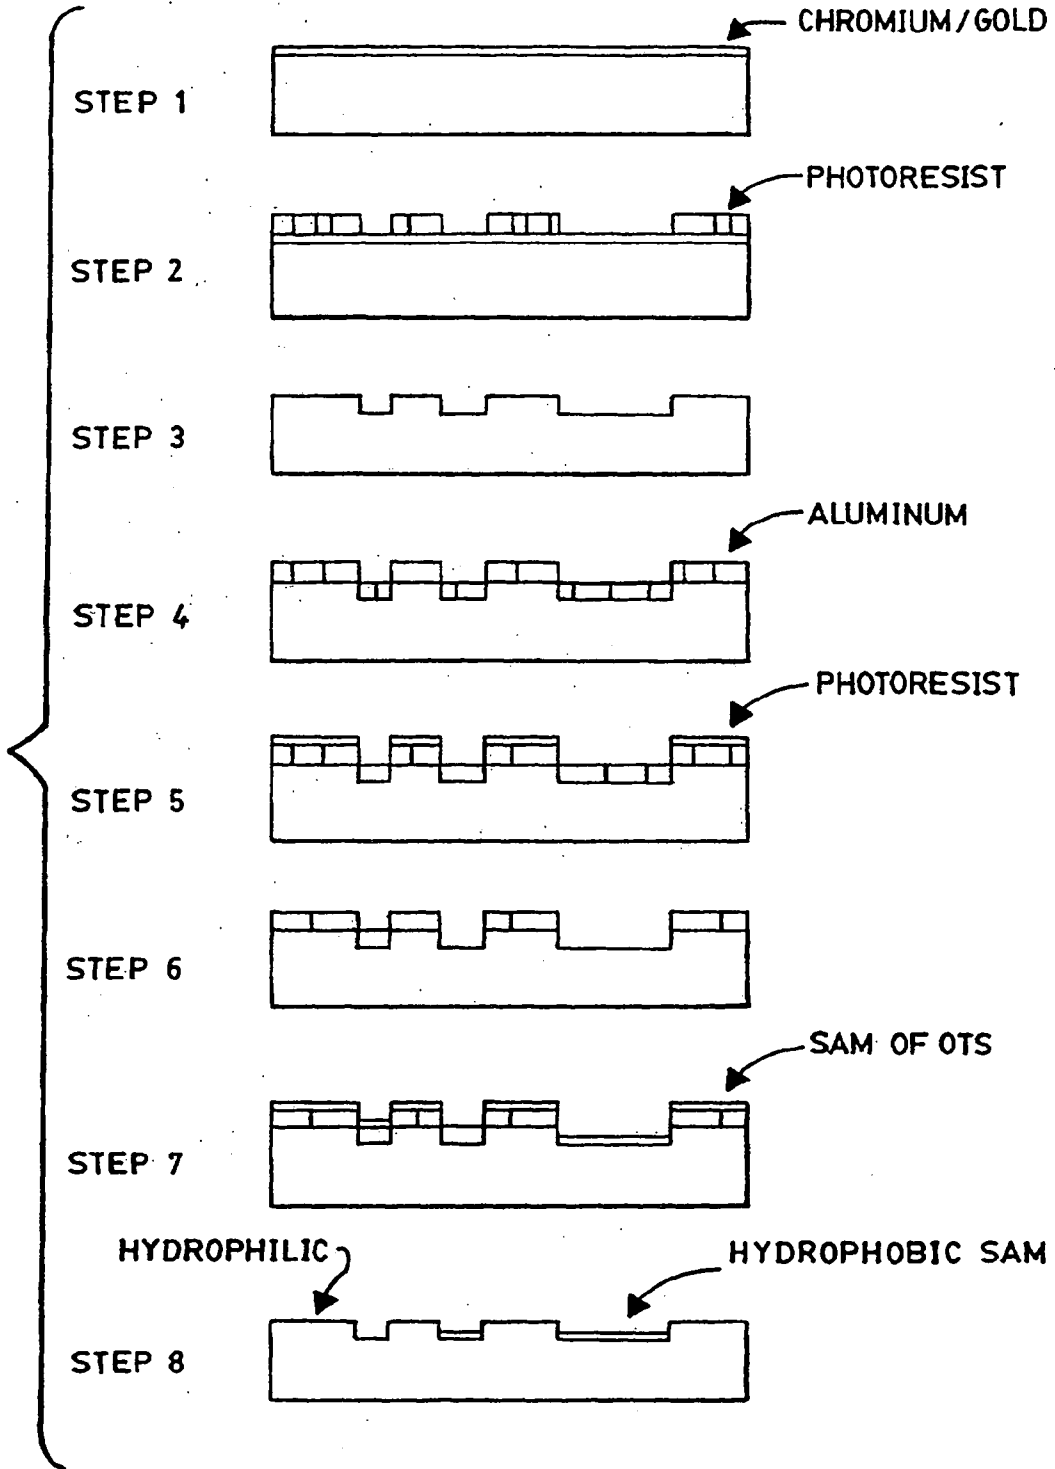 CHROMIUM/GOLD
STEP 1
PHOTORESIST
STEP 2
STEP 3
ALUMINUM
STEP 4
PHOTORESIST
STEP 5
STEP 6
SAM OF OTS
STEP 7
HYDROPHILIC
HYDROPHOBIC SAM
STEP 8